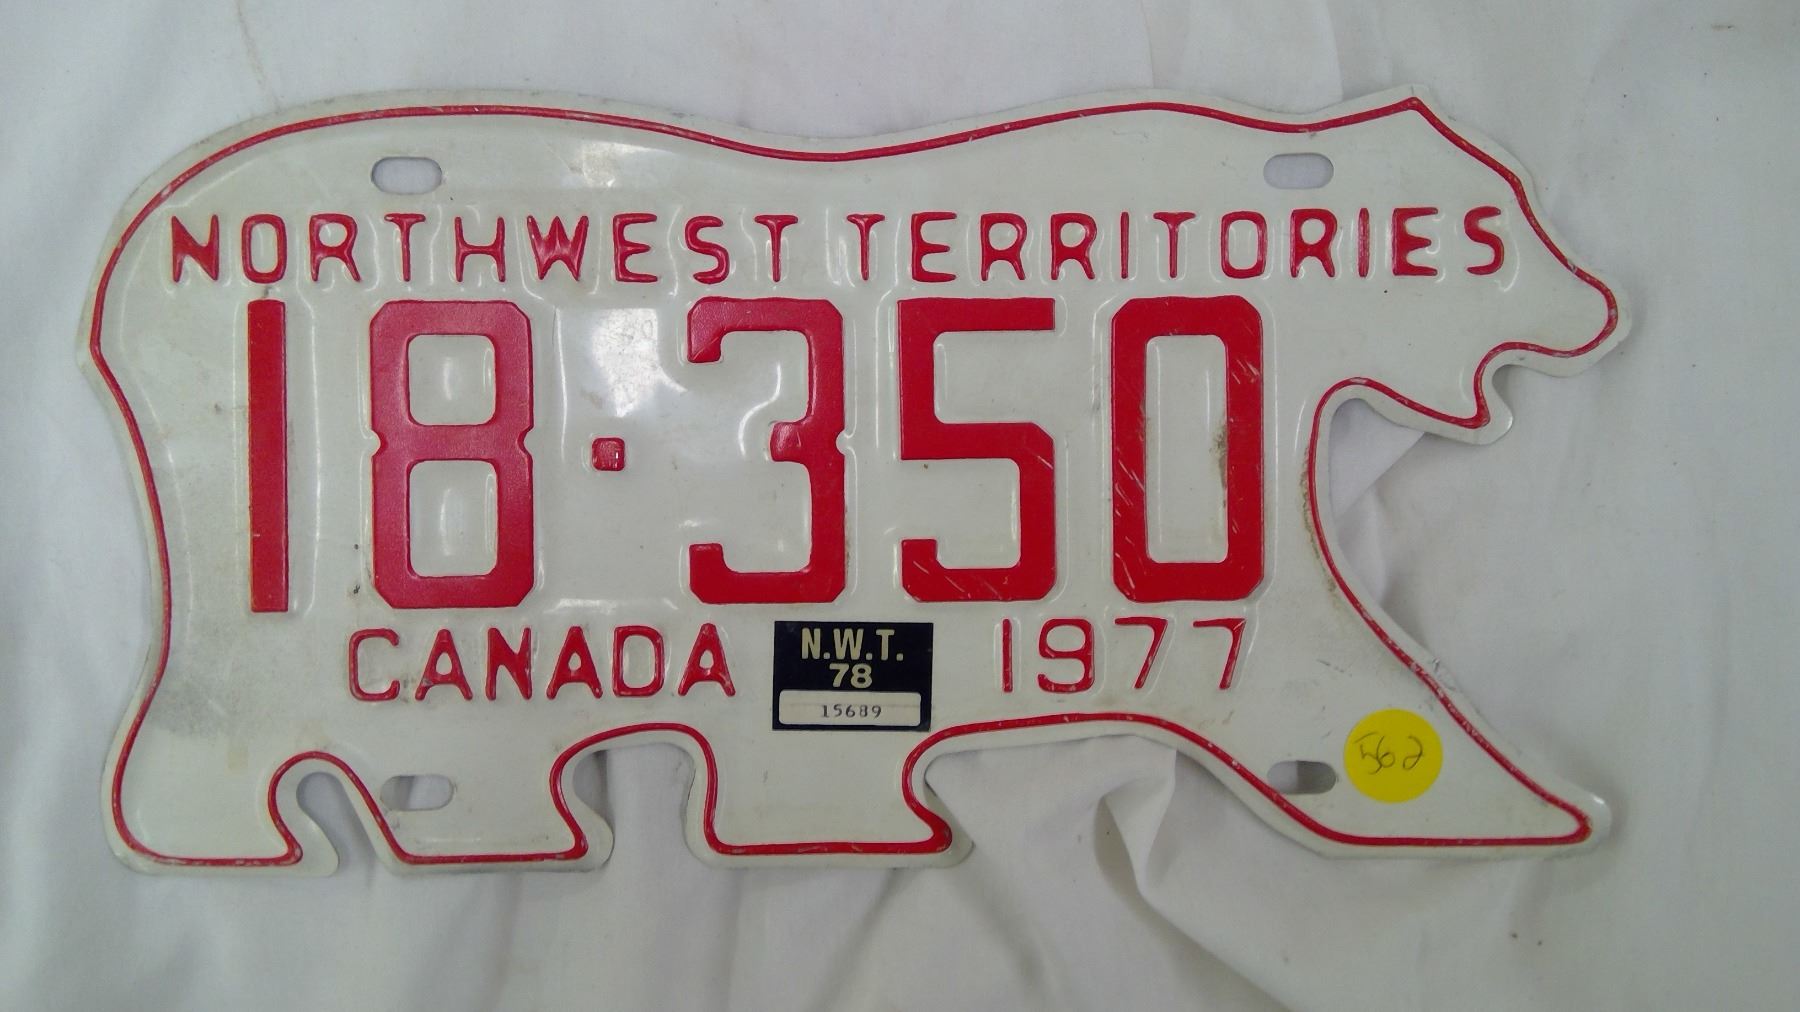 NORTHWEST TERRITORIES
18·350
CANADA 1977
N.W.T.
78
15689
562